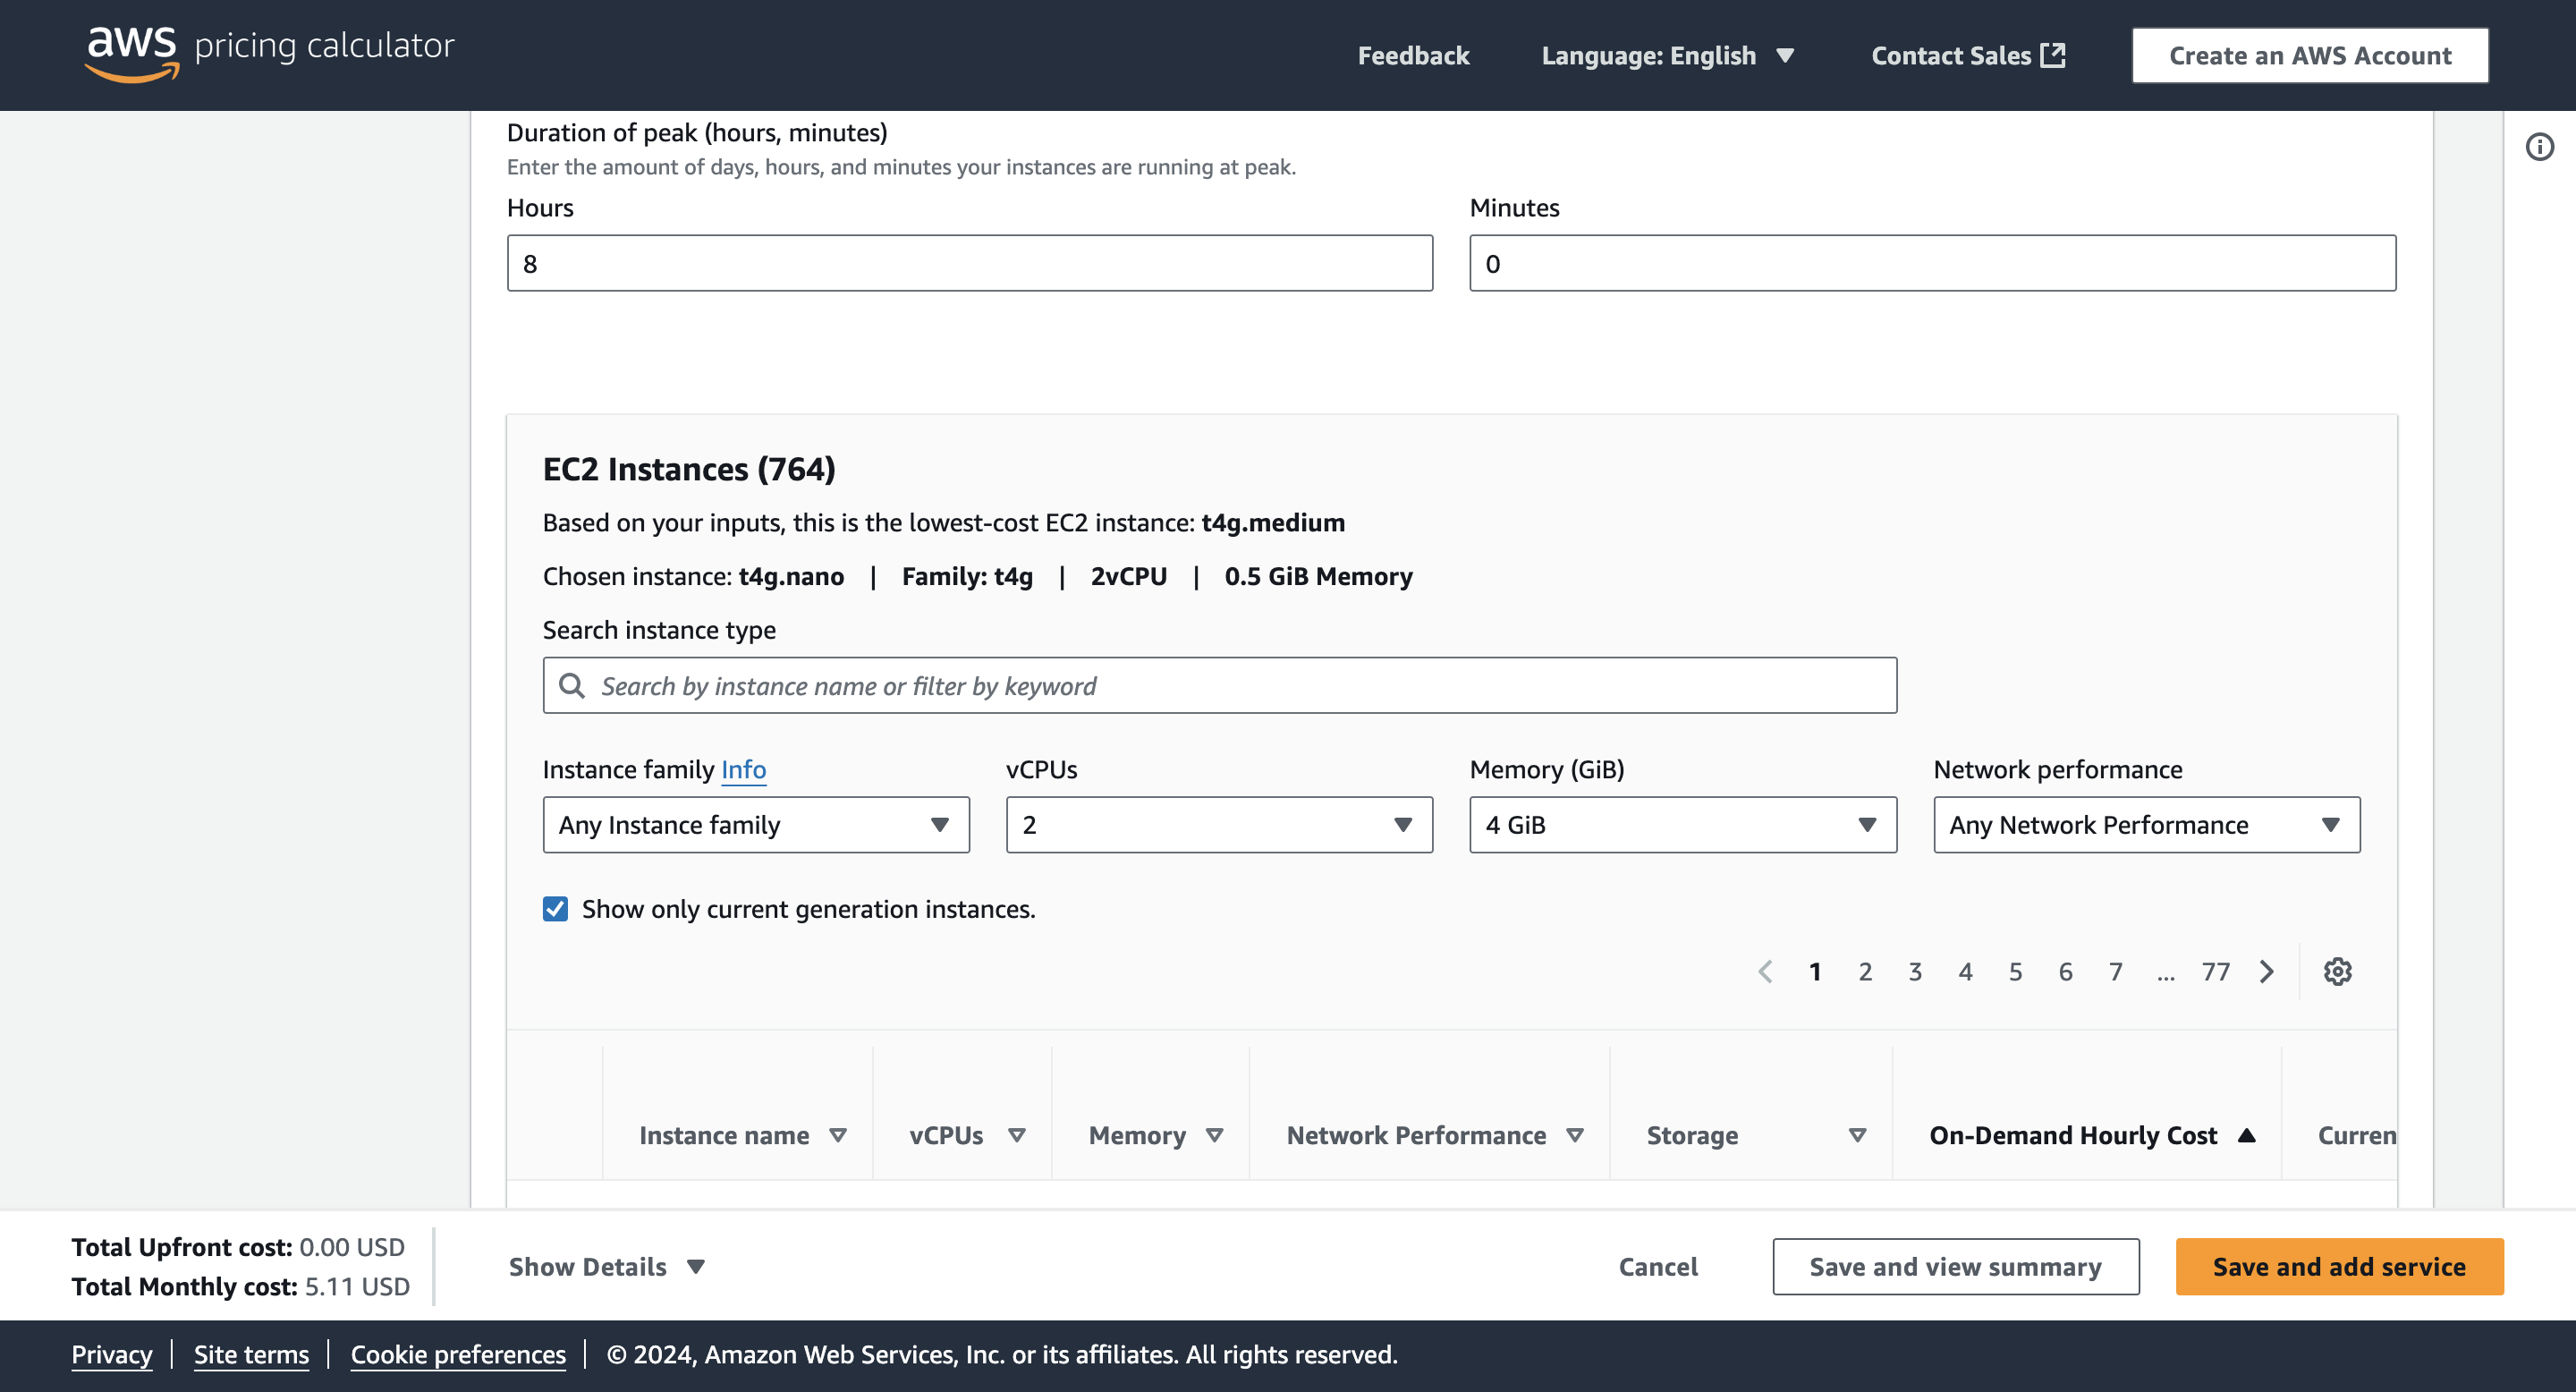 aws pricing calculator
Feedback
Language: English
Contact Sales
Create an AWS Account
Duration of peak (hours, minutes)
Enter the amount of days, hours, and minutes your instances are running at peak.
Hours
Minutes
8
0
EC2 Instances (764)
Based on your inputs, this is the lowest-cost EC2 instance: t4g.medium
Chosen instance: t4g.nano | Family: t4g | 2vCPU | 0.5 GiB Memory
Search instance type
Search by instance name or filter by keyword
Instance family Info
vCPUs
Memory (GiB)
Network performance
Any Instance family
2
4 GiB
Any Network Performance
Show only current generation instances.
1 2 3 4 5 6 7 ... 77
Instance name
vCPUs
Memory
Network Performance
Storage
On-Demand Hourly Cost
Curren
Total Upfront cost: 0.00 USD
Total Monthly cost: 5.11 USD
Show Details
Cancel
Save and view summary
Save and add service
Privacy | Site terms | Cookie preferences | © 2024, Amazon Web Services, Inc. or its affiliates. All rights reserved.